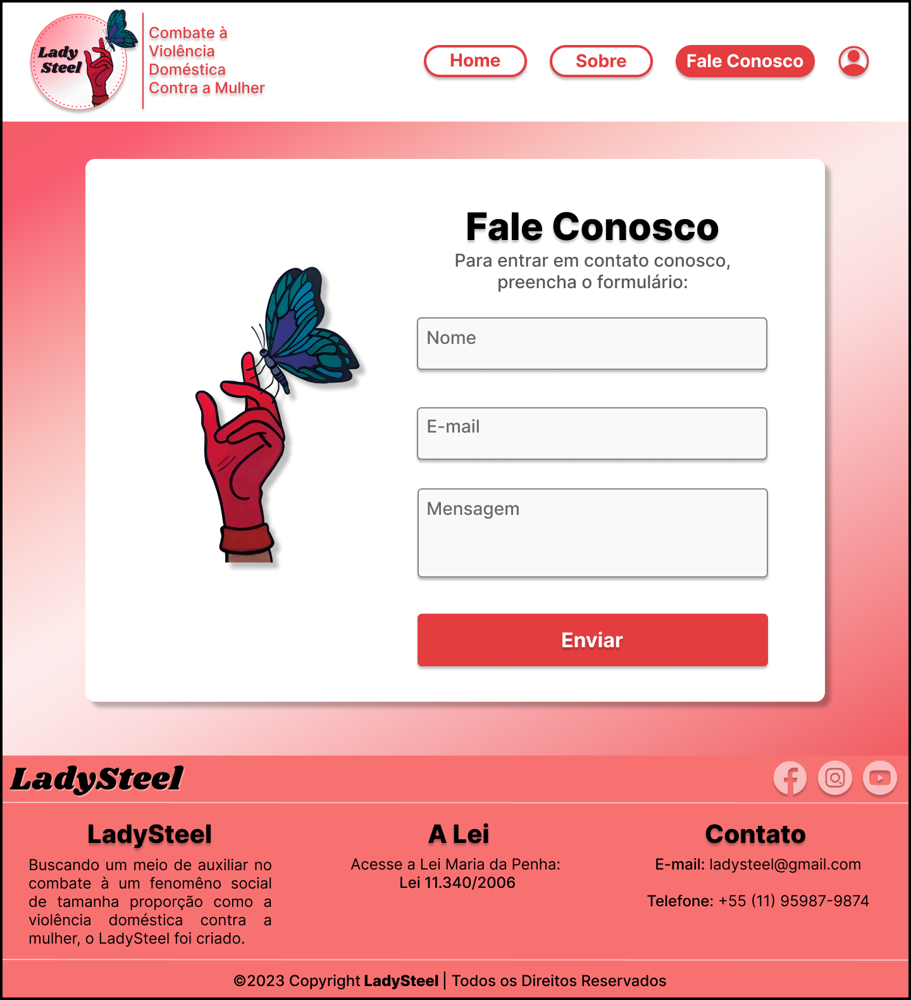 Lady
Steel
Combate à
Violência
Doméstica
Contra a Mulher
Home
Sobre
Fale Conosco
Fale Conosco
Para entrar em contato conosco,
preencha o formulário:
Nome
E-mail
Mensagem
Enviar
LadySteel
LadySteel
Buscando um meio de auxiliar no
combate à um fenomêno social
de tamanha proporção como a
violência doméstica contra a
mulher, o LadySteel foi criado.
A Lei
Acesse a Lei Maria da Penha:
Lei 11.340/2006
Contato
E-mail: ladysteel@gmail.com
Telefone: +55 (11) 95987-9874
©2023 Copyright LadySteel | Todos os Direitos Reservados